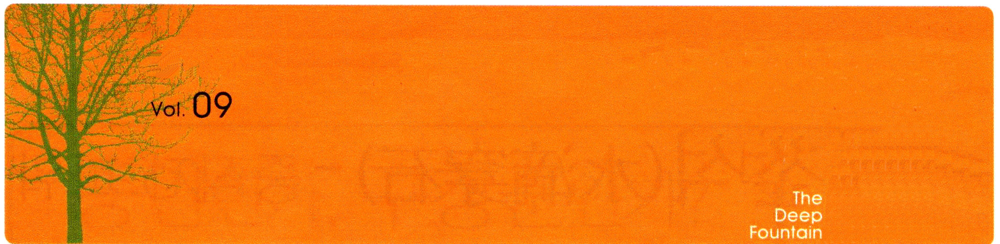 Vol. 09
The
Deep
Fountain